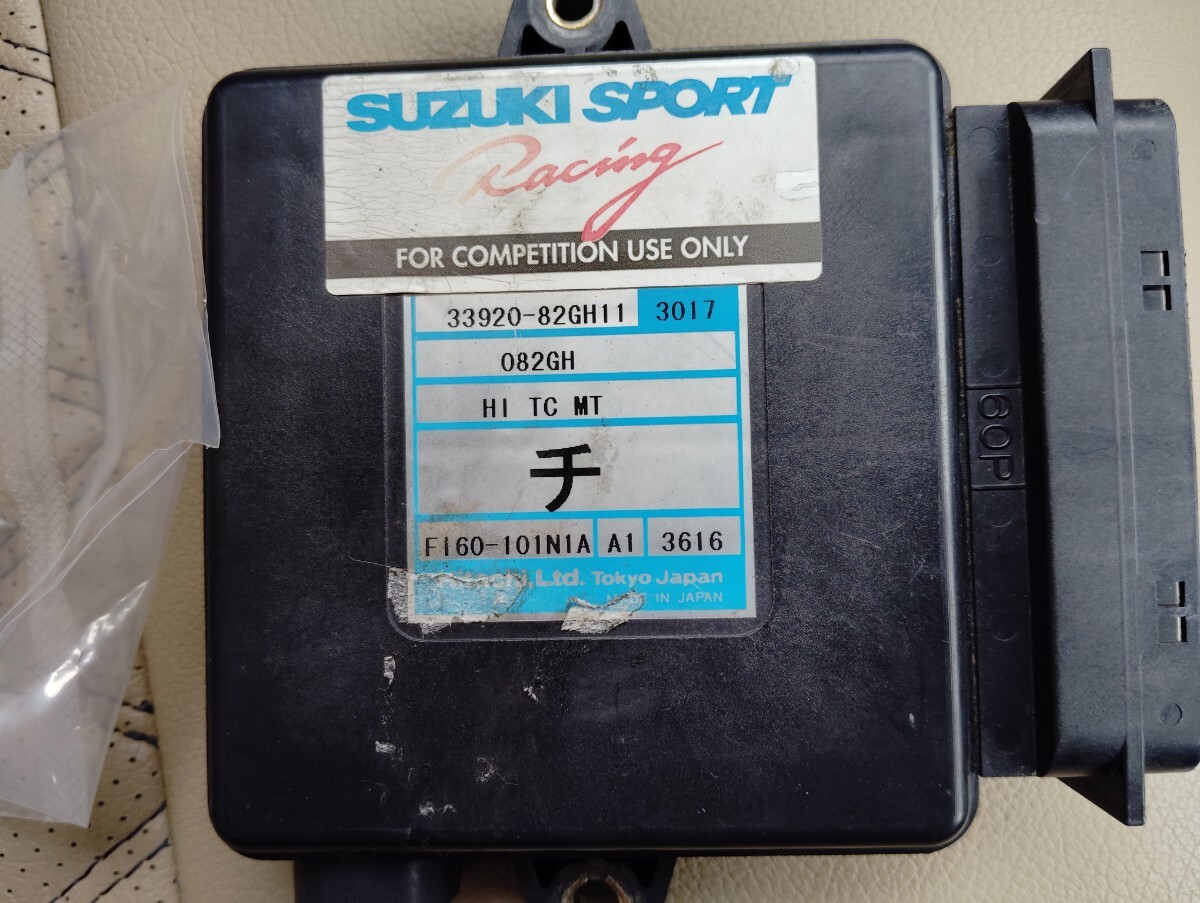 SUZUKI SPORT
Racing
FOR COMPETITION USE ONLY
33920-82GH11 3017
082GH
HI TC MT
チ
FI60-101N1A A1 3616
Ltd. Tokyo Japan
IN JAPAN
60P